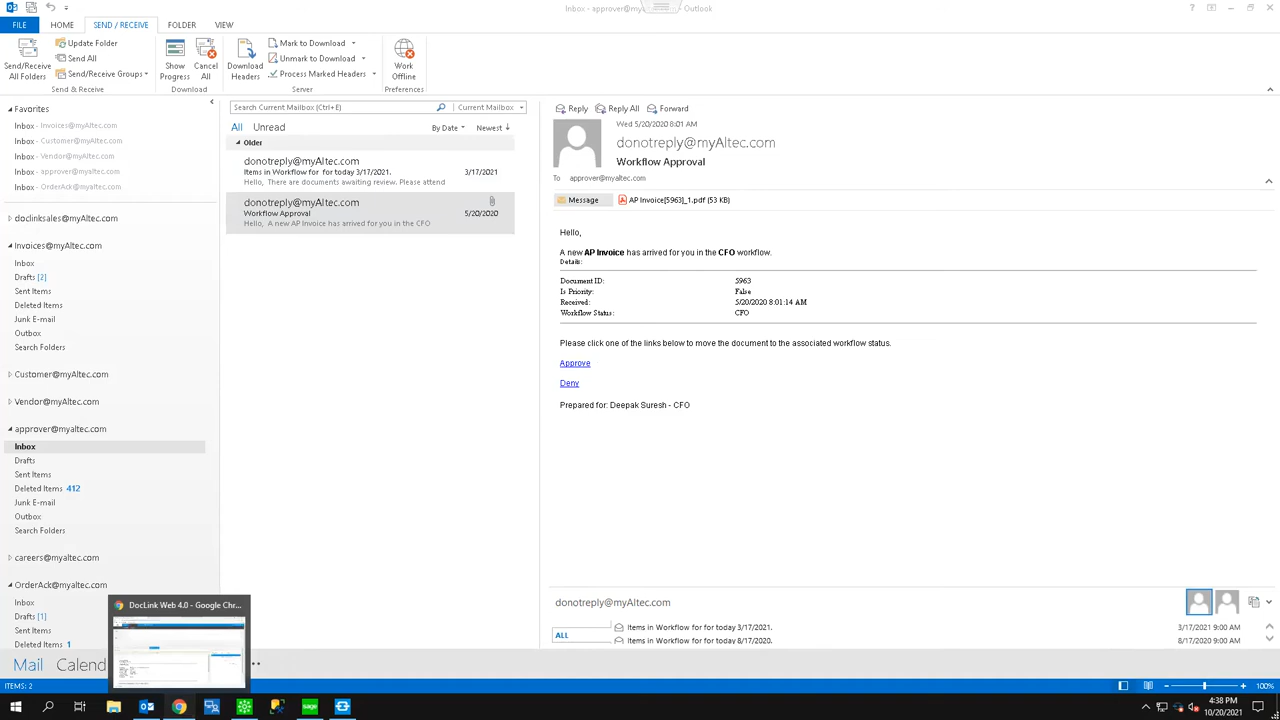 Inbox - approver@my Outlook
FILE HOME SEND / RECEIVE FOLDER VIEW
Send/Receive All Folders
Update Folder
Send All
Send/Receive Groups
Show Progress
Cancel All
Download Headers
Mark to Download
Unmark to Download
Process Marked Headers
Work Offline
Send & Receive Download Server Preferences
Favorites
Inbox - Invoices@myAltec.com
Inbox - Customer@myAltec.com
Inbox - Vendor@myAltec.com
Inbox - approver@myaltec.com
Inbox - OrderAck@myAltec.com
doclinksales@myAltec.com
Invoices@myAltec.com
Inbox
Drafts [2]
Sent Items
Deleted Items
Junk E-mail
Outbox
Search Folders
Customer@myAltec.com
Vendor@myAltec.com
approver@myaltec.com
Inbox
Drafts
Sent Items
Deleted Items 412
Junk E-mail
Outbox
Search Folders
careers@myaltec.com
OrderAck@myAltec.com
Inbox
Drafts [1]
Sent Items
Deleted Items 1
Search Current Mailbox (Ctrl+E) Current Mailbox
All Unread By Date Newest
Older
donotreply@myAltec.com
Items in Workflow for for today 3/17/2021. 3/17/2021
Hello, There are documents awaiting review. Please attend
donotreply@myAltec.com
Workflow Approval 5/20/2020
Hello, A new AP Invoice has arrived for you in the CFO
Reply Reply All Forward
Wed 5/20/2020 8:01 AM
donotreply@myAltec.com
Workflow Approval
To approver@myaltec.com
Message AP Invoice[5963]_1.pdf (53 KB)
Hello,
A new AP Invoice has arrived for you in the CFO workflow.
Details:
Document ID: 5963
Is Priority: False
Received: 5/20/2020 8:01:14 AM
Workflow Status: CFO
Please click one of the links below to move the document to the associated workflow status.
Approve
Deny
Prepared for: Deepak Suresh - CFO
donotreply@myAltec.com
ALL
Items in Workflow for for today 3/17/2021. 3/17/2021 9:00 AM
Items in Workflow for for today 8/17/2020. 8/17/2020 9:00 AM
DocLink Web 4.0 - Google Chr...
Mail Calend
ITEMS: 2 100%
sage
4:38 PM
10/20/2021